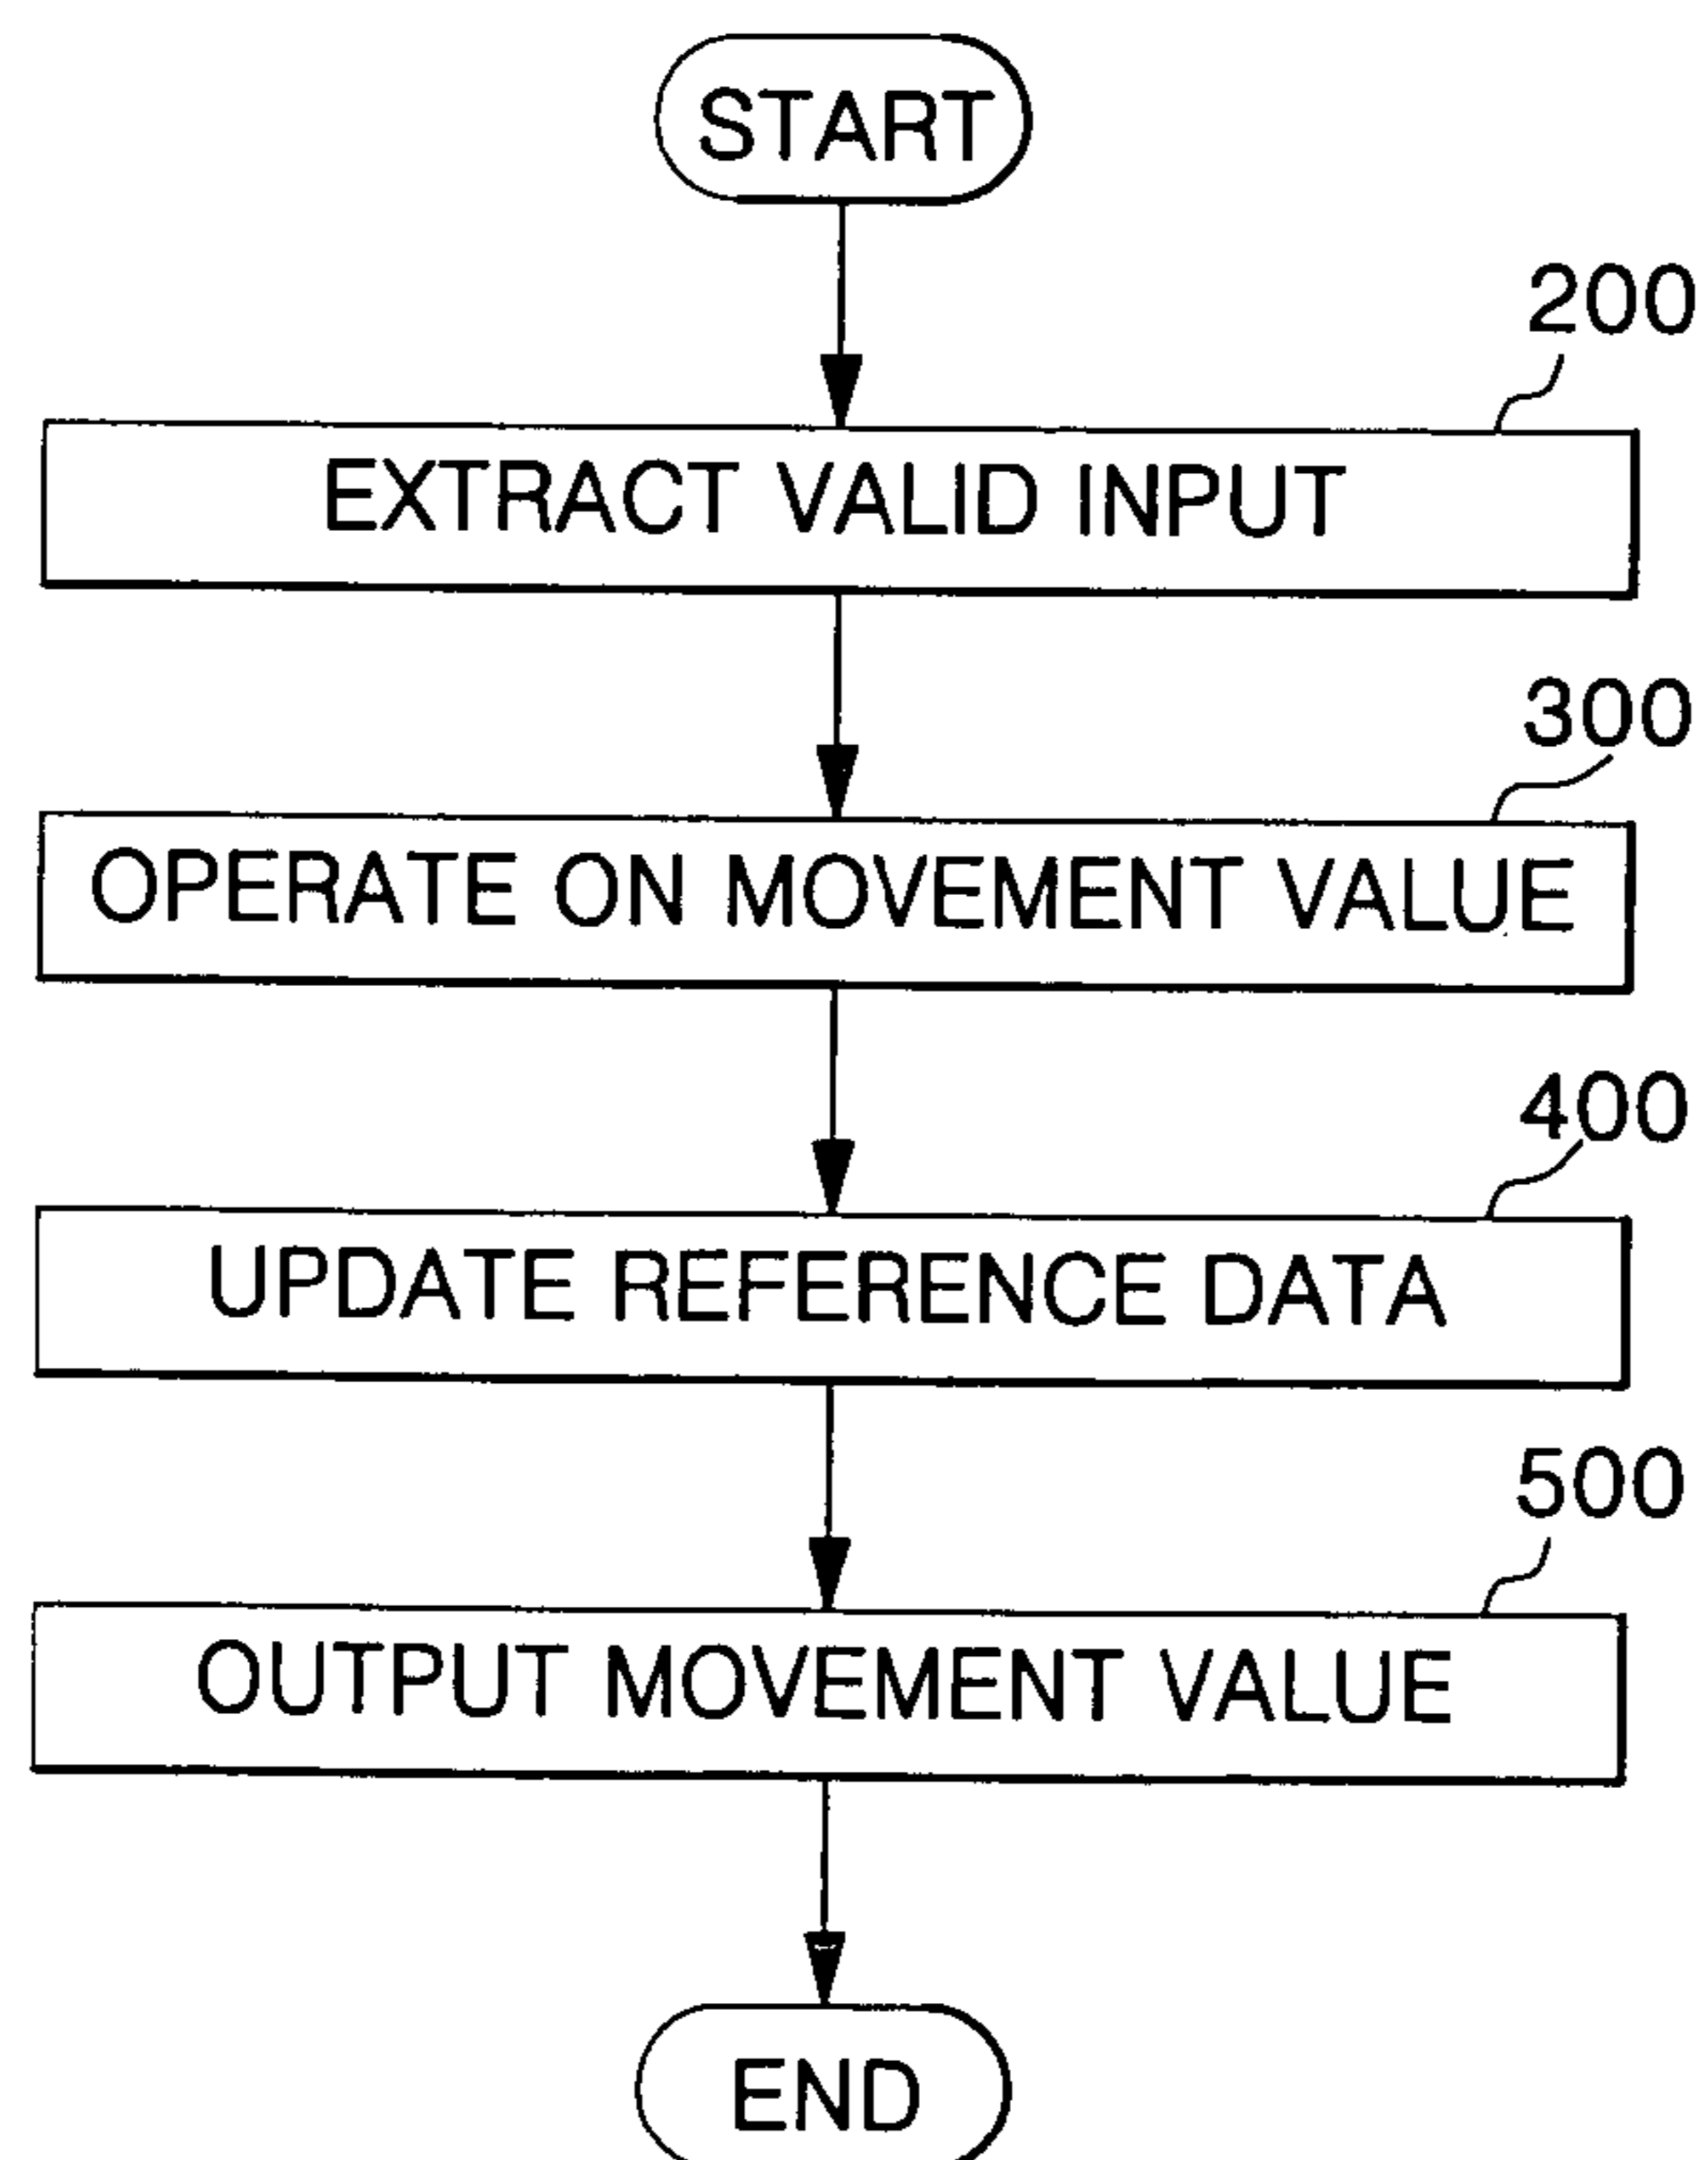 START
200
EXTRACT VALID INPUT
300
OPERATE ON MOVEMENT VALUE
400
UPDATE REFERENCE DATA
500
OUTPUT MOVEMENT VALUE
END